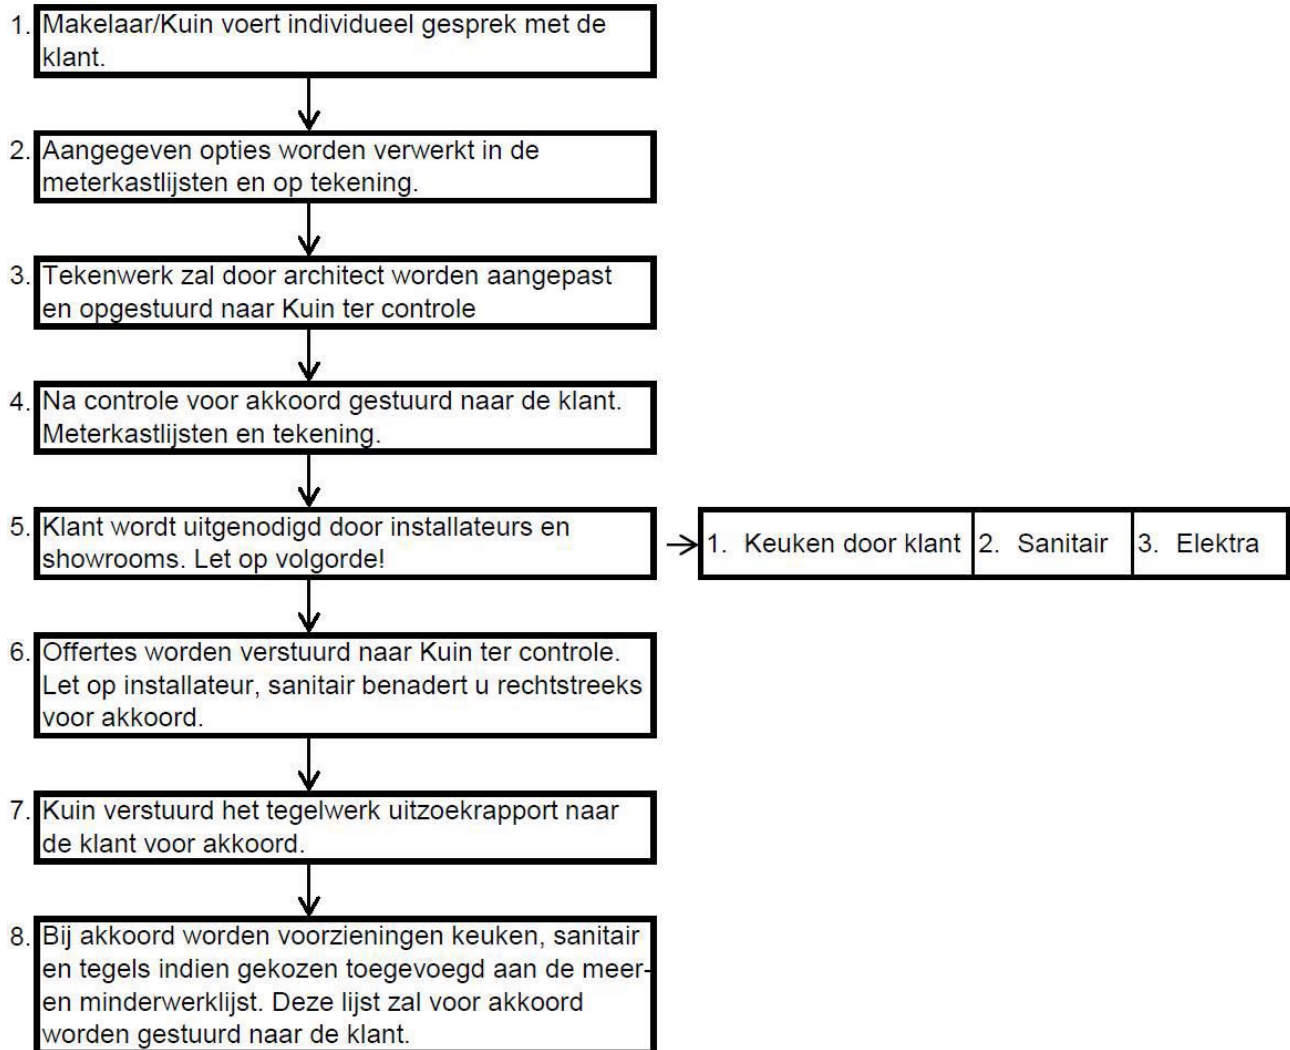 1. Makelaar/Kuin voert individueel gesprek met de
klant.
2. Aangegeven opties worden verwerkt in de
meterkastlijsten en op tekening.
3. Tekenwerk zal door architect worden aangepast
en opgestuurd naar Kuin ter controle
4. Na controle voor akkoord gestuurd naar de klant.
Meterkastlijsten en tekening.
5. Klant wordt uitgenodigd door installateurs en
showrooms. Let op volgorde!
1. Keuken door klant
2. Sanitair
3. Elektra
6. Offertes worden verstuurd naar Kuin ter controle.
Let op installateur, sanitair benadert u rechtstreeks
voor akkoord.
7. Kuin verstuurd het tegelwerk uitzoekrapport naar
de klant voor akkoord.
8. Bij akkoord worden voorzieningen keuken, sanitair
en tegels indien gekozen toegevoegd aan de meer-
en minderwerklijst. Deze lijst zal voor akkoord
worden gestuurd naar de klant.